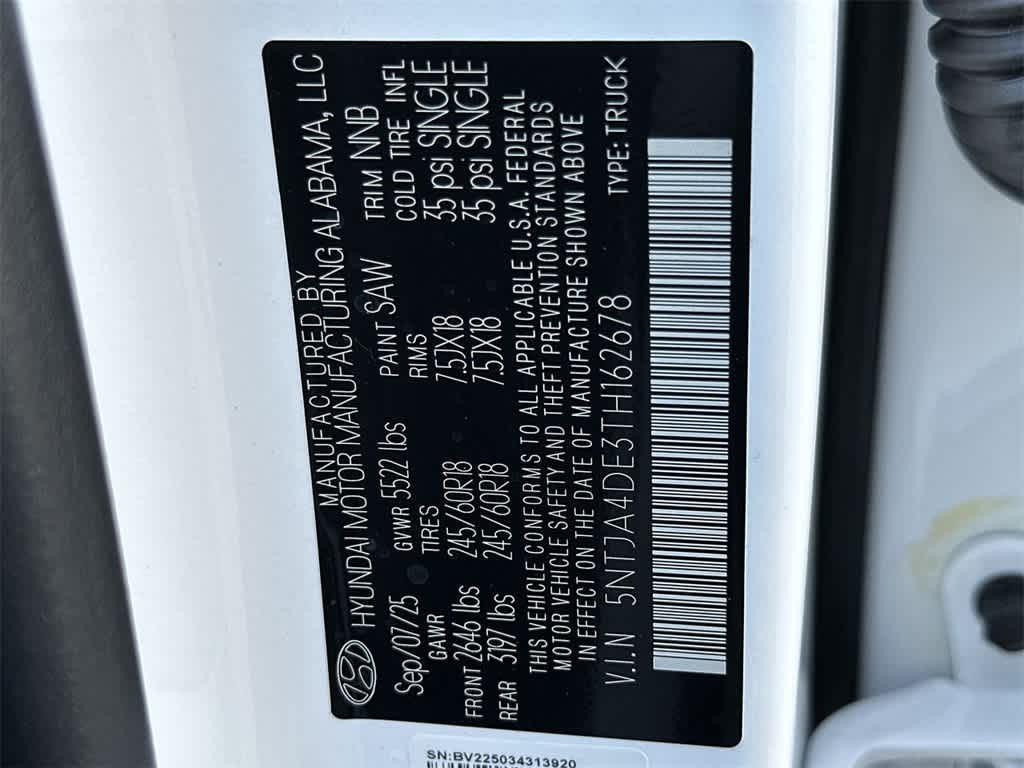 MANUFACTURED BY
HYUNDAI MOTOR MANUFACTURING ALABAMA, LLC
Sep/07/25 GVWR 5522 lbs PAINT SAW TRIM NNB
GAWR TIRES RIMS COLD TIRE INFL
FRONT 2646 lbs 245/60R18 7.5JX18 35 psi SINGLE
REAR 3197 lbs 245/60R18 7.5JX18 35 psi SINGLE
THIS VEHICLE CONFORMS TO ALL APPLICABLE U.S.A. FEDERAL
MOTOR VEHICLE SAFETY AND THEFT PREVENTION STANDARDS
IN EFFECT ON THE DATE OF MANUFACTURE SHOWN ABOVE
V.I.N 5NTJA4DE3TH162678 TYPE: TRUCK
SN:BV225034313920